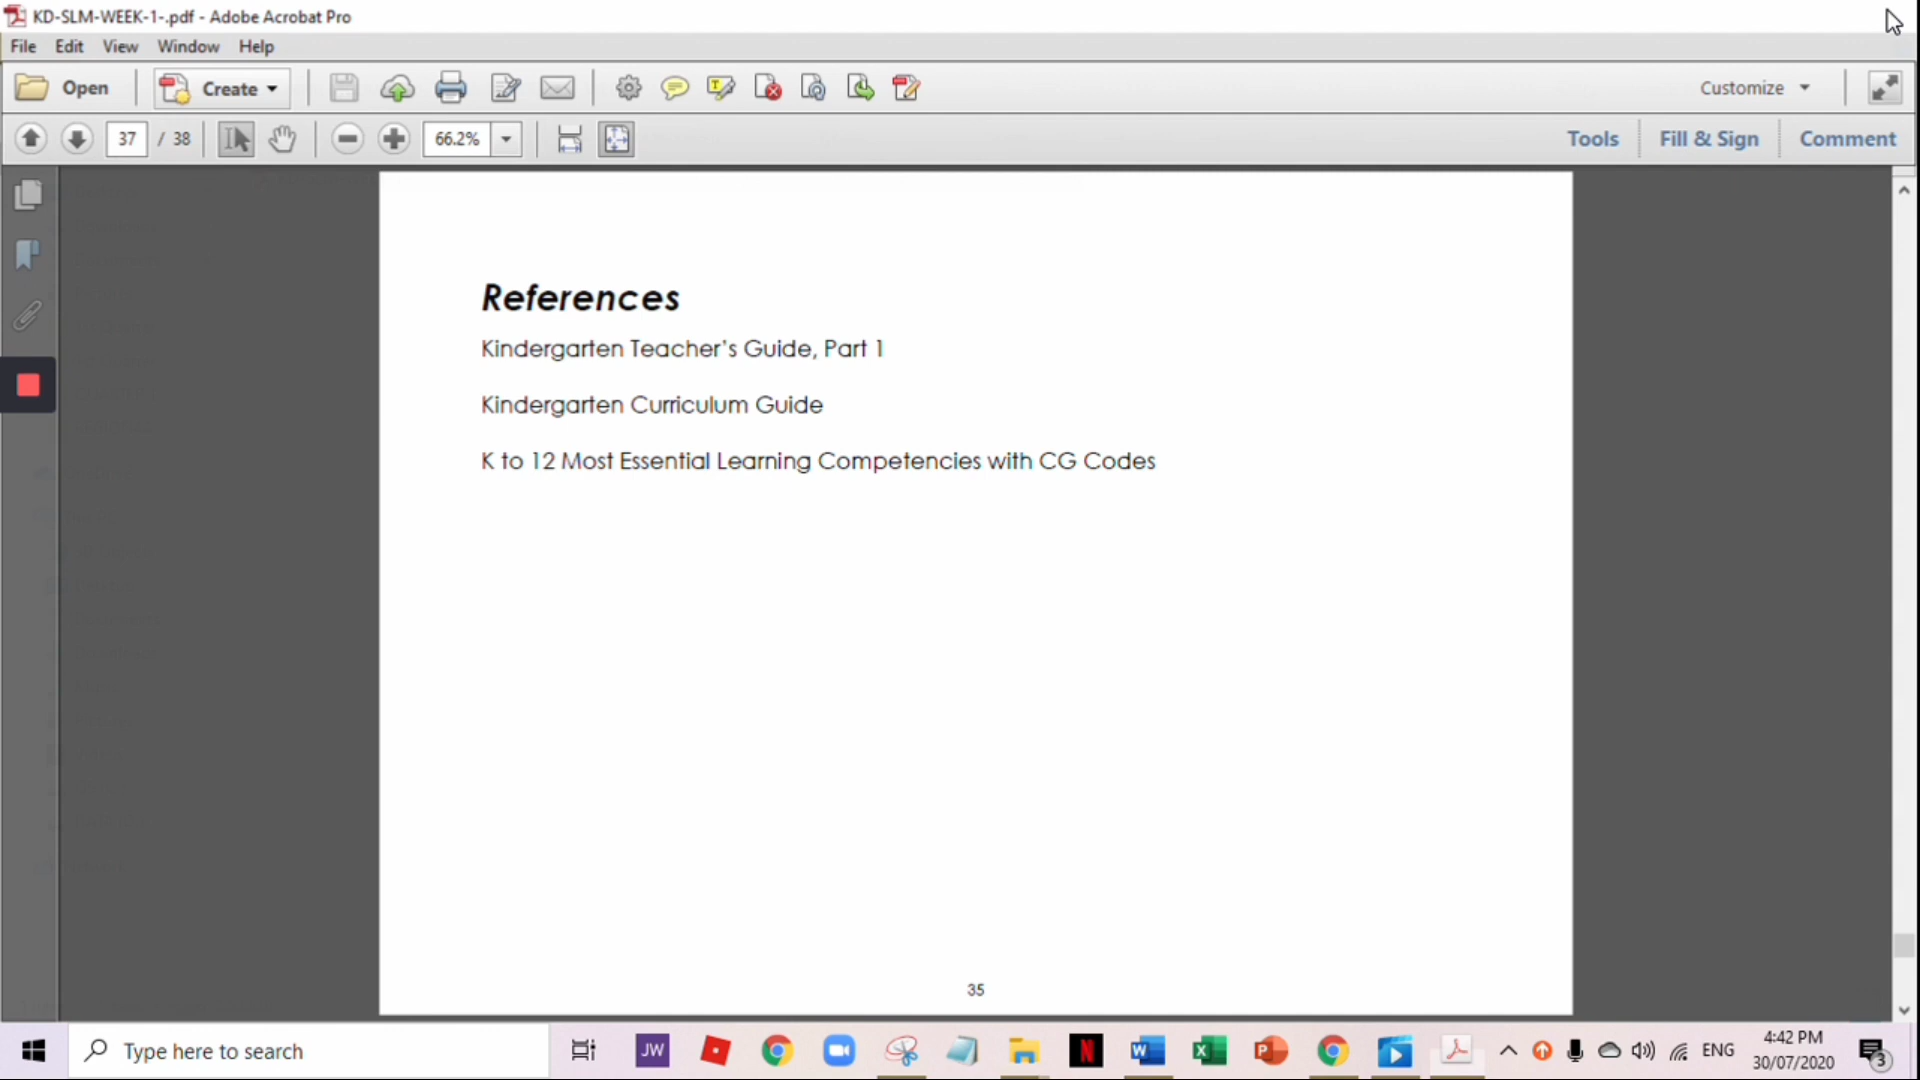 KD-SLM-WEEK-1-.pdf - Adobe Acrobat Pro
File Edit View Window Help
Open Create Customize
37 / 38 66.2% Tools Fill & Sign Comment
References
Kindergarten Teacher's Guide, Part 1
Kindergarten Curriculum Guide
K to 12 Most Essential Learning Competencies with CG Codes
35
Type here to search JW N W X P ENG 4:42 PM
30/07/2020 3